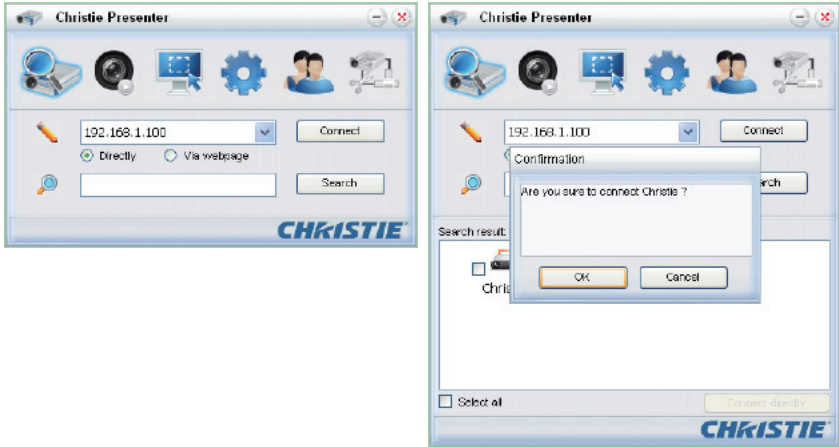 Christie Presenter
192.168.1.100
Connect
Directly
Via webpage
Search
CHRISTIE
Christie Presenter
192.168.1.100
Connect
Confirmation
Are you sure to connect Christie ?
arch
OK
Cancel
Search result:
Chris
Select all
Connect directly
CHRISTIE